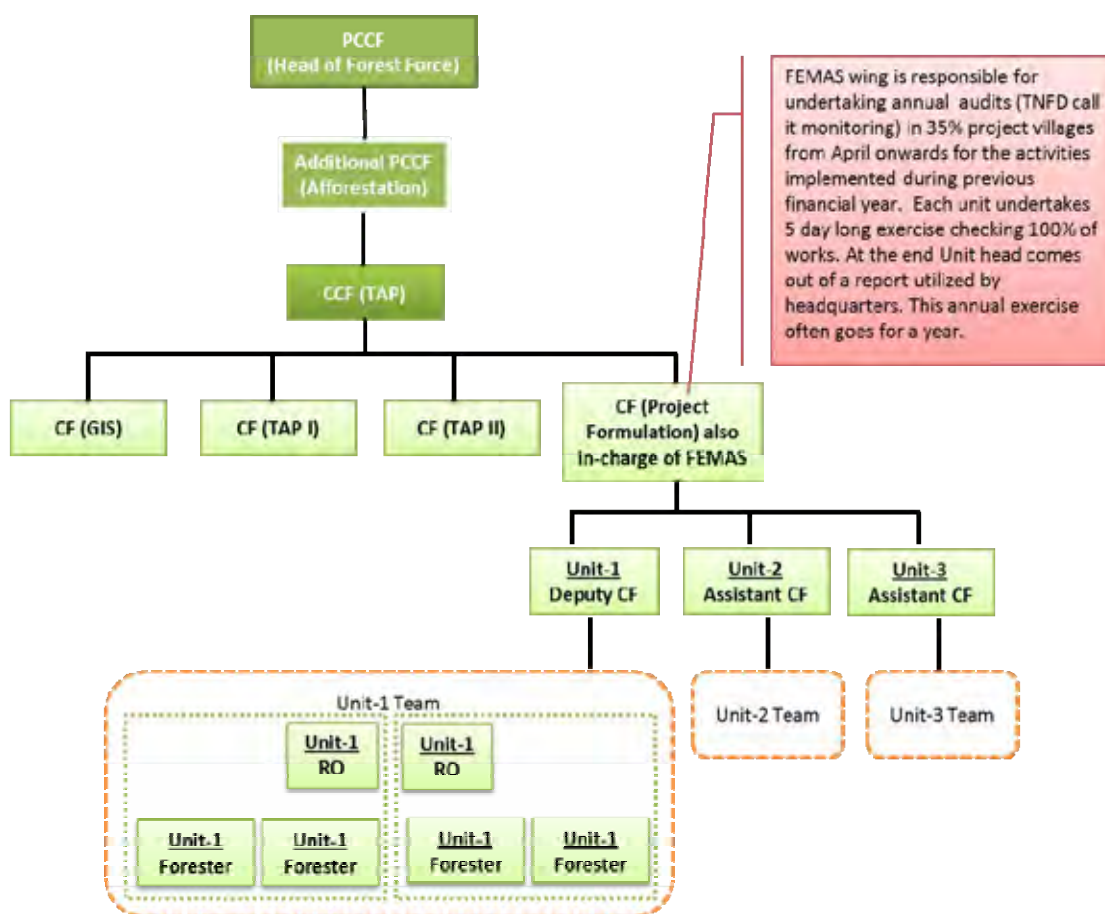 PCCF
(Head of Forest Force)
Additional PCCF
(Afforestation)
CCF (TAP)
FEMAS wing is responsible for
undertaking annual audits (TNFD call
it monitoring) in 35% project villages
from April onwards for the activities
implemented during previous
financial year. Each unit undertakes
5 day long exercise checking 100% of
works. At the end Unit head comes
out of a report utilized by
headquarters. This annual exercise
often goes for a year.
CF (GIS)
CF (TAP I)
CF (TAP II)
CF (Project
Formulation) also
in-charge of FEMAS
Unit-1
Deputy CF
Unit-2
Assistant CF
Unit-3
Assistant CF
Unit-1 Team
Unit-1
RO
Unit-1
RO
Unit-1
Forester
Unit-1
Forester
Unit-1
Forester
Unit-1
Forester
Unit-2 Team
Unit-3 Team